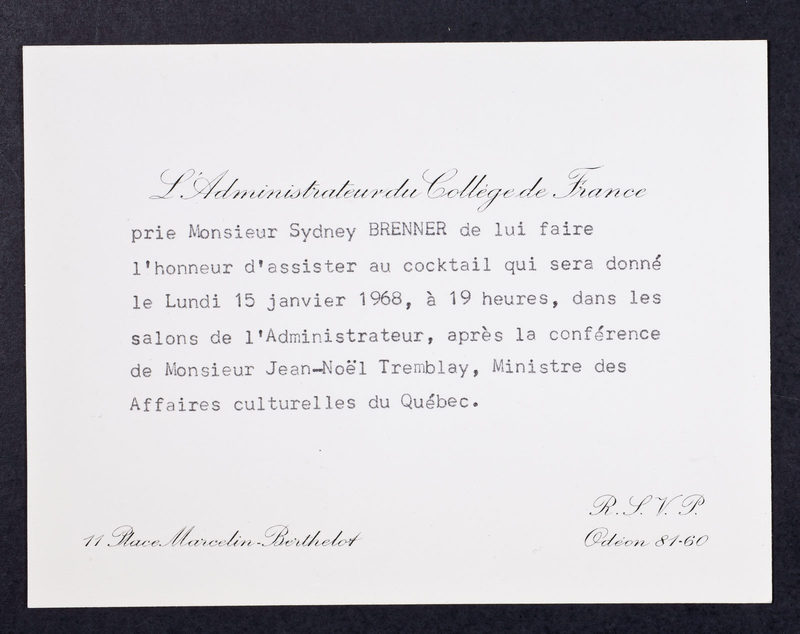 L'Administrateur du Collège de France
prie Monsieur Sydney BRENNER de lui faire
l'honneur d'assister au cocktail qui sera donné
le Lundi 15 janvier 1968, à 19 heures, dans les
salons de l'Administrateur, après la conférence
de Monsieur Jean-Noël Tremblay, Ministre des
Affaires culturelles du Québec.
R. S. V. P.
11 Place Marcelin-Berthelot
Odéon 81-60